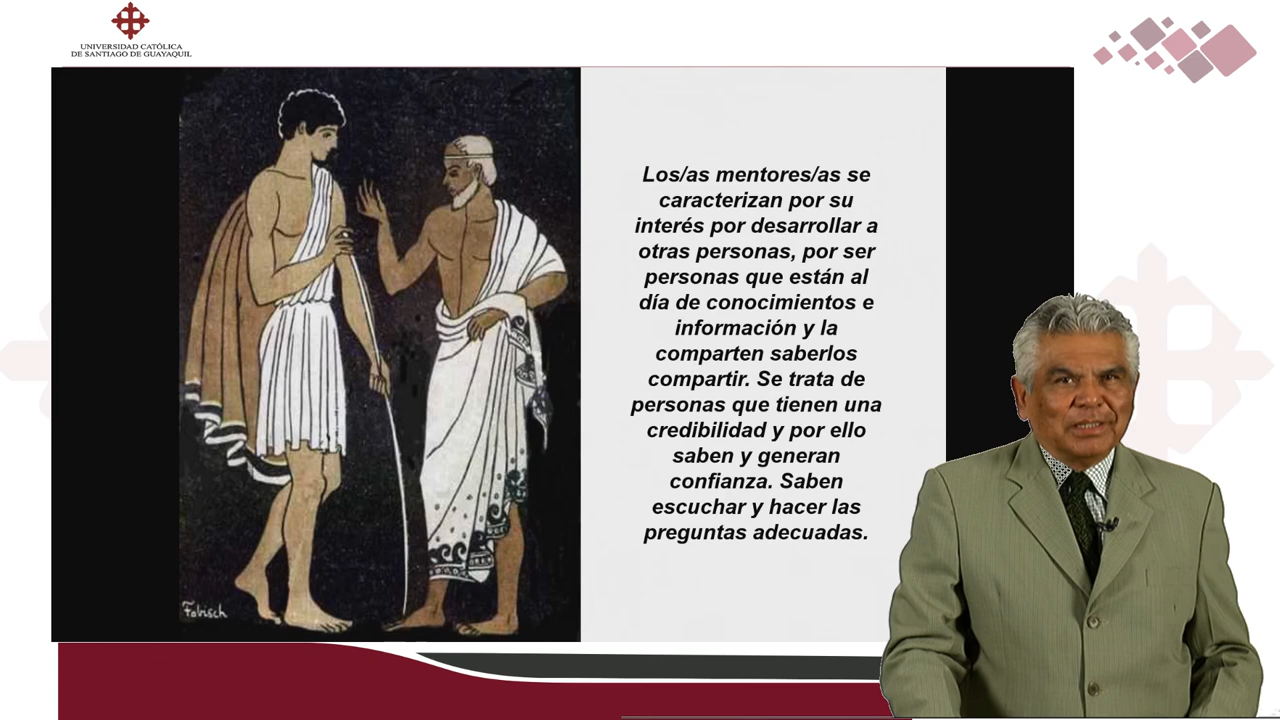 UNIVERSIDAD CATÓLICA
DE SANTIAGO DE GUAYAQUIL
Los/as mentores/as se
caracterizan por su
interés por desarrollar a
otras personas, por ser
personas que están al
día de conocimientos e
información y la
comparten saberlos
compartir. Se trata de
personas que tienen una
credibilidad y por ello
saben y generan
confianza. Saben
escuchar y hacer las
preguntas adecuadas.
Fabisch